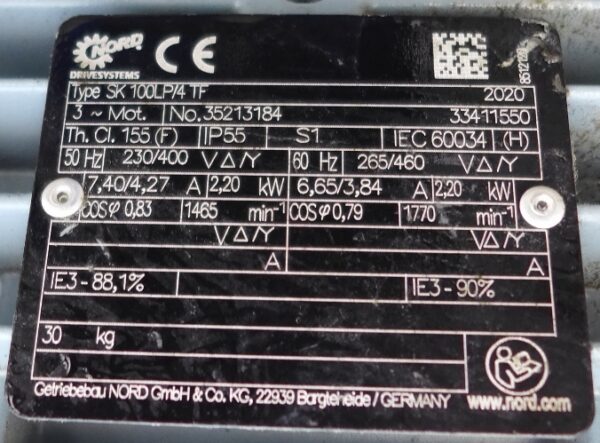 NORD
DRIVESYSTEMS
CE
Type SK 100LP/4 TF 2020
3 ~ Mot. No. 35213184 33411550
Th. Cl. 155 (F) IP55 S1 IEC 60034 (H)
50 Hz 230/400 V Δ/Y 60 Hz 265/460 V Δ/Y
7,40/4,27 A 2,20 kW 6,65/3,84 A 2,20 kW
cos φ 0,83 1465 min⁻¹ cos φ 0,79 1770 min⁻¹
V Δ/Y V Δ/Y
A A
IE3 - 88,1% IE3 - 90%
30 kg
Getriebebau NORD GmbH & Co. KG, 22939 Bargteheide / GERMANY www.nord.com